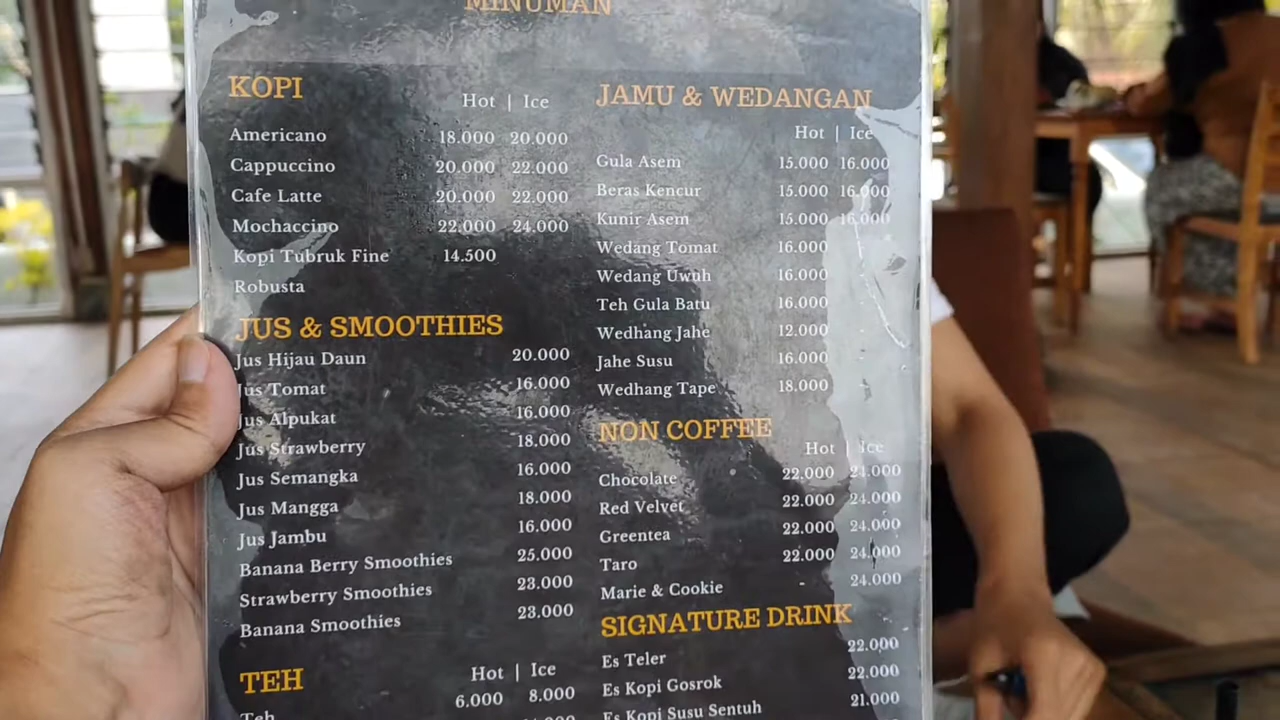 MINUMAN
KOPI
Hot | Ice
Americano 18.000 20.000
Cappuccino 20.000 22.000
Cafe Latte 20.000 22.000
Mochaccino 22.000 24.000
Kopi Tubruk Fine 14.500
Robusta
JUS & SMOOTHIES
Jus Hijau Daun 20.000
Jus Tomat 16.000
Jus Alpukat 16.000
Jus Strawberry 18.000
Jus Semangka 16.000
Jus Mangga 18.000
Jus Jambu 16.000
Banana Berry Smoothies 25.000
Strawberry Smoothies 23.000
Banana Smoothies 23.000
TEH
Hot | Ice
Teh 6.000 8.000
JAMU & WEDANGAN
Hot | Ice
Gula Asem 15.000 16.000
Beras Kencur 15.000 16.000
Kunir Asem 15.000 16.000
Wedang Tomat 16.000
Wedang Uwuh 16.000
Teh Gula Batu 16.000
Wedhang Jahe 12.000
Jahe Susu 16.000
Wedhang Tape 18.000
NON COFFEE
Hot | Ice
Chocolate 22.000 24.000
Red Velvet 22.000 24.000
Greentea 22.000 24.000
Taro 22.000 24.000
Marie & Cookie - 24.000
SIGNATURE DRINK
Es Teler 22.000
Es Kopi Gosrok 22.000
Es Kopi Susu Sentuh 21.000